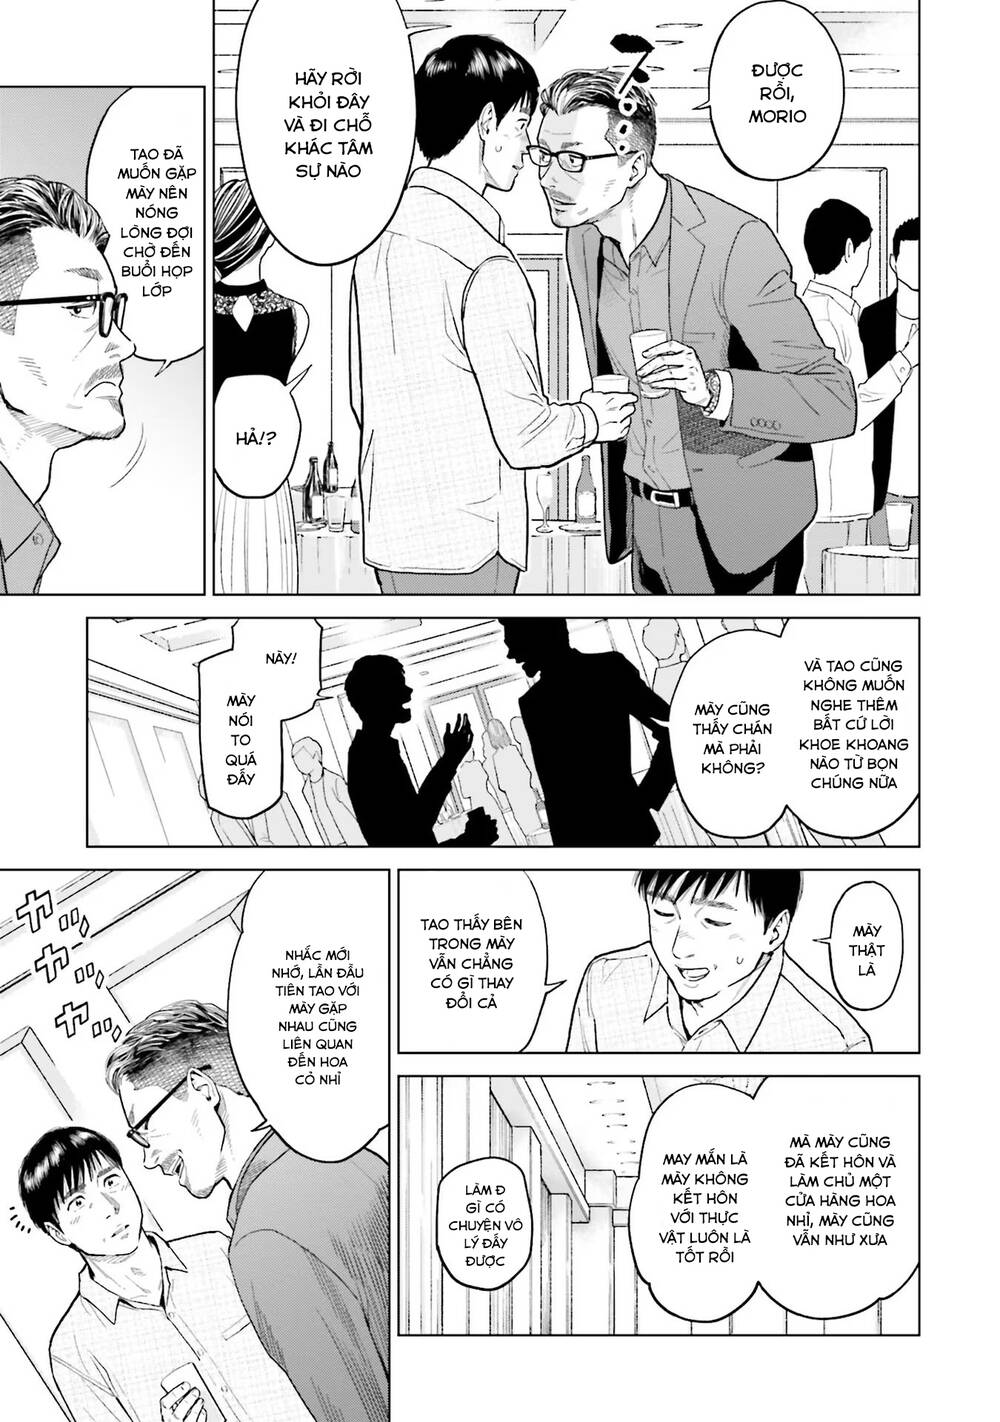 ĐƯỢC
RỒI,
MORIO
HÃY RỜI
KHỎI ĐÂY
VÀ ĐI CHỖ
KHÁC TÂM
SỰ NÀO
HẢ!?
TAO ĐÃ
MUỐN GẶP
MÀY NÊN
NÓNG
LÒNG ĐỢI
CHỜ ĐẾN
BUỔI HỌP
LỚP
VÀ TAO CŨNG
KHÔNG MUỐN
NGHE THÊM
BẤT CỨ LỜI
KHOE KHOANG
NÀO TỪ BỌN
CHÚNG NỮA
MÀY CŨNG
THẤY CHÁN
MÀ PHẢI
KHÔNG?
NÀY!
MÀY
NÓI
TO
QUÁ
ĐẤY
MÀY
THẬT
LÀ
TAO THẤY BÊN
TRONG MÀY
VẪN CHẲNG
CÓ GÌ THAY
ĐỔI CẢ
MÀ MÀY CŨNG
ĐÃ KẾT HÔN VÀ
LÀM CHỦ MỘT
CỬA HÀNG HOA
NHỈ, MÀY CŨNG
VẪN NHƯ XƯA
MAY MẮN LÀ
MÀY KHÔNG
KẾT HÔN
VỚI THỰC
VẬT LUÔN LÀ
TỐT RỒI
LÀM Đ
GÌ CÓ
CHUYỆN VÔ
LÝ ĐẤY
ĐƯỢC
NHẮC MỚI
NHỚ, LẦN ĐẦU
TIÊN TAO VỚI
MÀY GẶP
NHAU CŨNG
LIÊN QUAN
ĐẾN HOA
CỎ NHỈ
カッ
カッ
カッ